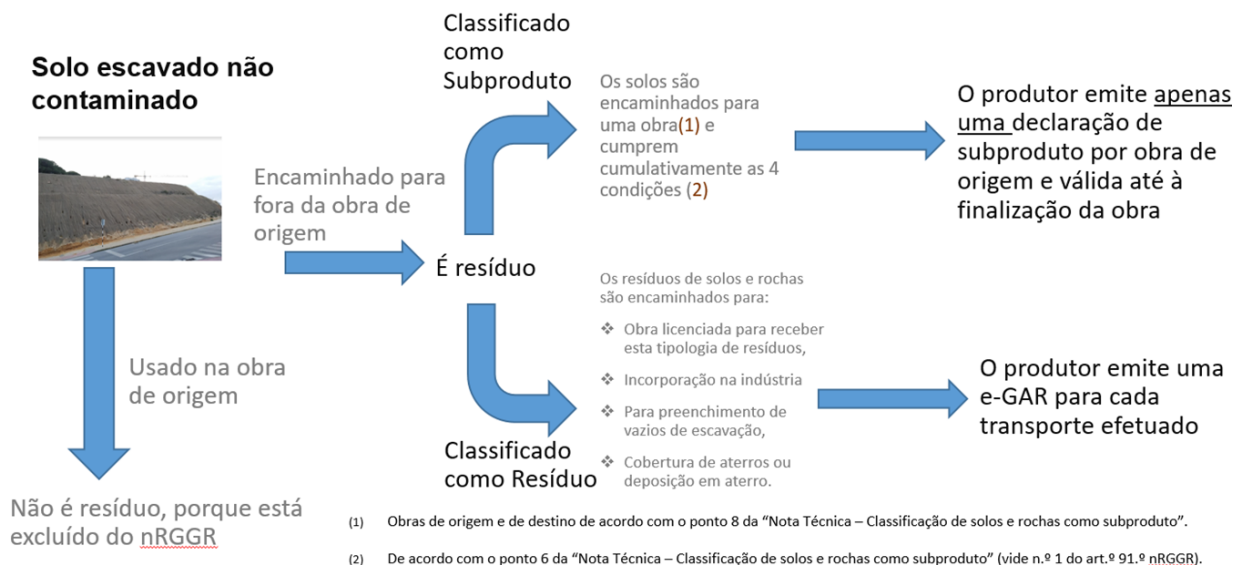 Solo escavado não
contaminado
Encaminhado para
fora da obra de
origem
Usado na obra
de origem
Não é resíduo, porque está
excluído do nRGGR
É resíduo
Classificado
como
Subproduto
Os solos são
encaminhados para
uma obra(1) e
cumprem
cumulativamente as 4
condições (2)
O produtor emite apenas
uma declaração de
subproduto por obra de
origem e válida até à
finalização da obra
Classificado
como Resíduo
Os resíduos de solos e rochas
são encaminhados para:
❖ Obra licenciada para receber
esta tipologia de resíduos,
❖ Incorporação na indústria
❖ Para preenchimento de
vazios de escavação,
❖ Cobertura de aterros ou
deposição em aterro.
O produtor emite uma
e-GAR para cada
transporte efetuado
(1) Obras de origem e de destino de acordo com o ponto 8 da “Nota Técnica – Classificação de solos e rochas como subproduto”.
(2) De acordo com o ponto 6 da “Nota Técnica – Classificação de solos e rochas como subproduto” (vide n.º 1 do art.º 91.º nRGGR).